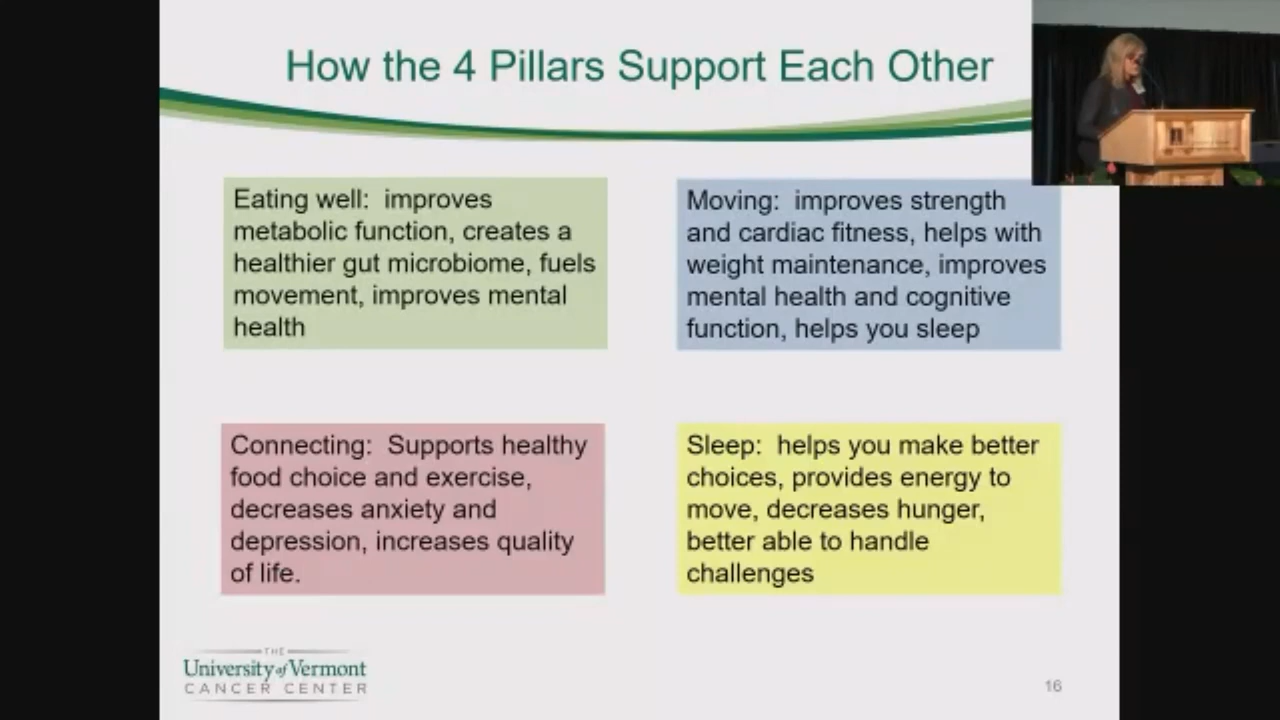 How the 4 Pillars Support Each Other
Eating well:  improves
metabolic function, creates a
healthier gut microbiome, fuels
movement, improves mental
health
Moving:  improves strength
and cardiac fitness, helps with
weight maintenance, improves
mental health and cognitive
function, helps you sleep
Connecting:  Supports healthy
food choice and exercise,
decreases anxiety and
depression, increases quality
of life.
Sleep:  helps you make better
choices, provides energy to
move, decreases hunger,
better able to handle
challenges
THE
University of Vermont
CANCER CENTER
16